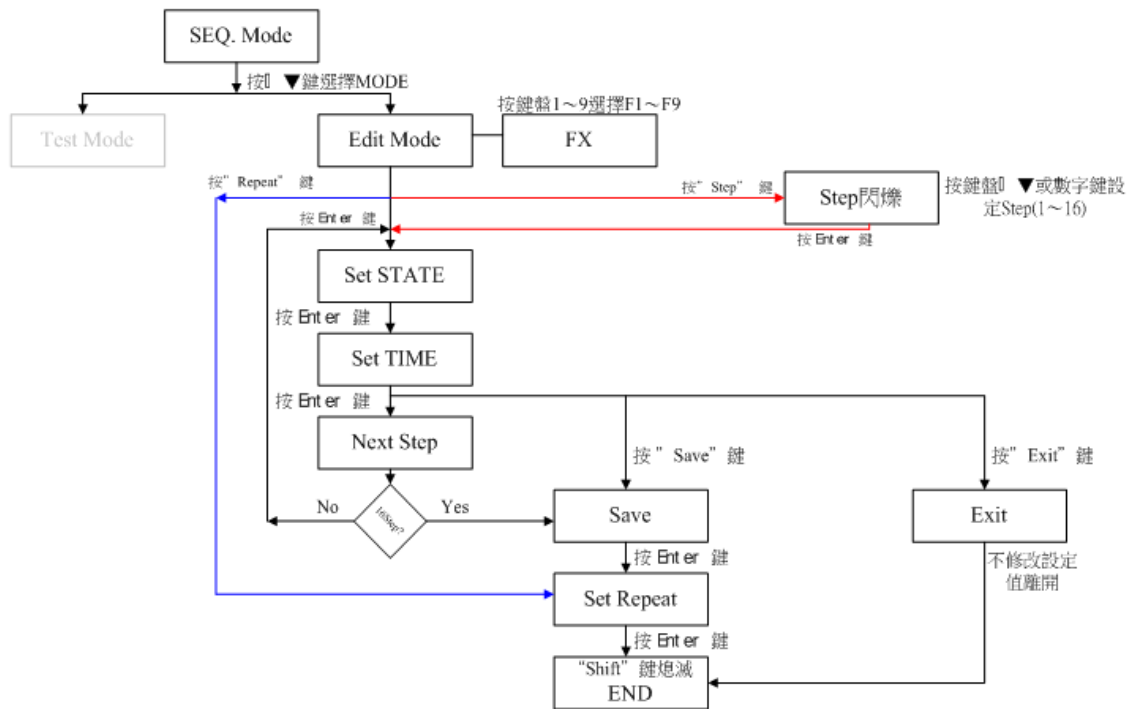 SEQ. Mode
按▯ ▼鍵選擇MODE
Test Mode
Edit Mode
按鍵盤1～9選擇F1～F9
FX
按”Repeat” 鍵
按”Step” 鍵
Step閃爍
按鍵盤▯ ▼或數字鍵設
定Step(1～16)
按 Enter 鍵
按 Enter 鍵
Set STATE
按 Enter 鍵
Set TIME
按 Enter 鍵
Next Step
按 ” Save” 鍵
按” Exit” 鍵
No
16Step?
Yes
Save
Exit
按 Enter 鍵
不修改設定
值離開
Set Repeat
按 Enter 鍵
“Shift” 鍵熄滅
END